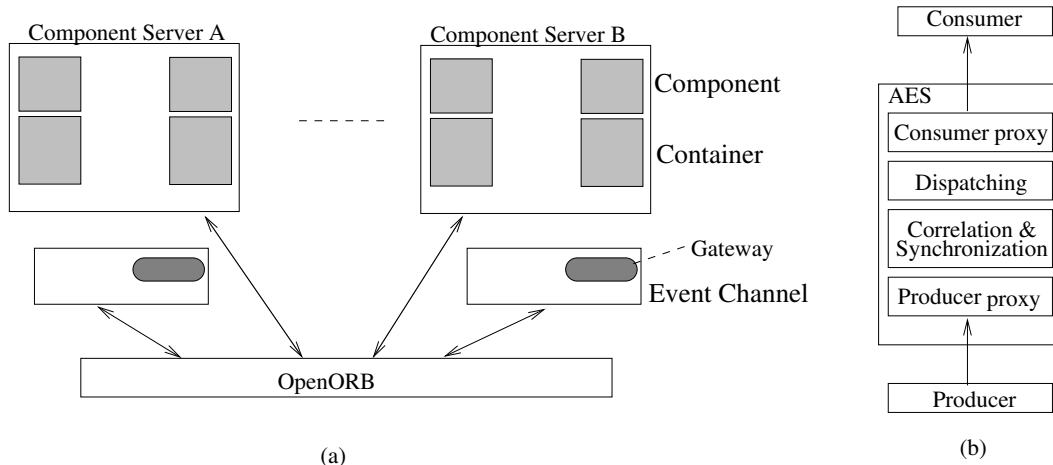 Component Server A
Component Server B
Component
Container
Gateway
Event Channel
OpenORB
(a)
Consumer
AES
Consumer proxy
Dispatching
Correlation &
Synchronization
Producer proxy
Producer
(b)